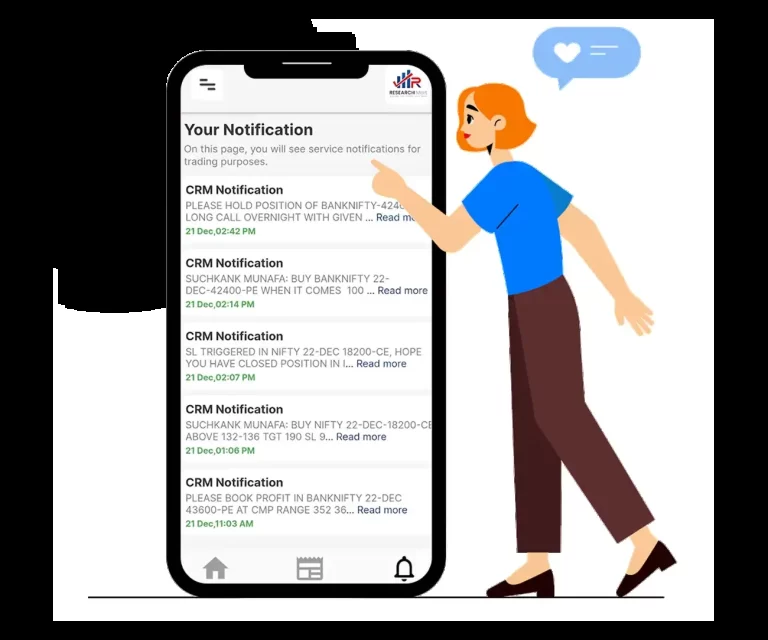 RESEARCH
Your Notification
On this page, you will see service notifications for
trading purposes.
CRM Notification
PLEASE HOLD POSITION OF BANKNIFTY-4240
LONG CALL OVERNIGHT WITH GIVEN ... Read
21 Dec,02:42 PM
CRM Notification
SUCHKANK MUNAFA: BUY BANKNIFTY 22-
DEC-42400-PE WHEN IT COMES 100 ... Read more
21 Dec,02:14 PM
CRM Notification
SL TRIGGERED IN NIFTY 22-DEC 18200-CE, HOPE
YOU HAVE CLOSED POSITION IN I... Read more
21 Dec,02:07 PM
CRM Notification
SUCHKANK MUNAFA: BUY NIFTY 22-DEC-18200-CE
ABOVE 132-136 TGT 190 SL 9... Read more
21 Dec,01:06 PM
CRM Notification
PLEASE BOOK PROFIT IN BANKNIFTY 22-DEC
43600-PE AT CMP RANGE 352 36... Read more
21 Dec,11:03 AM